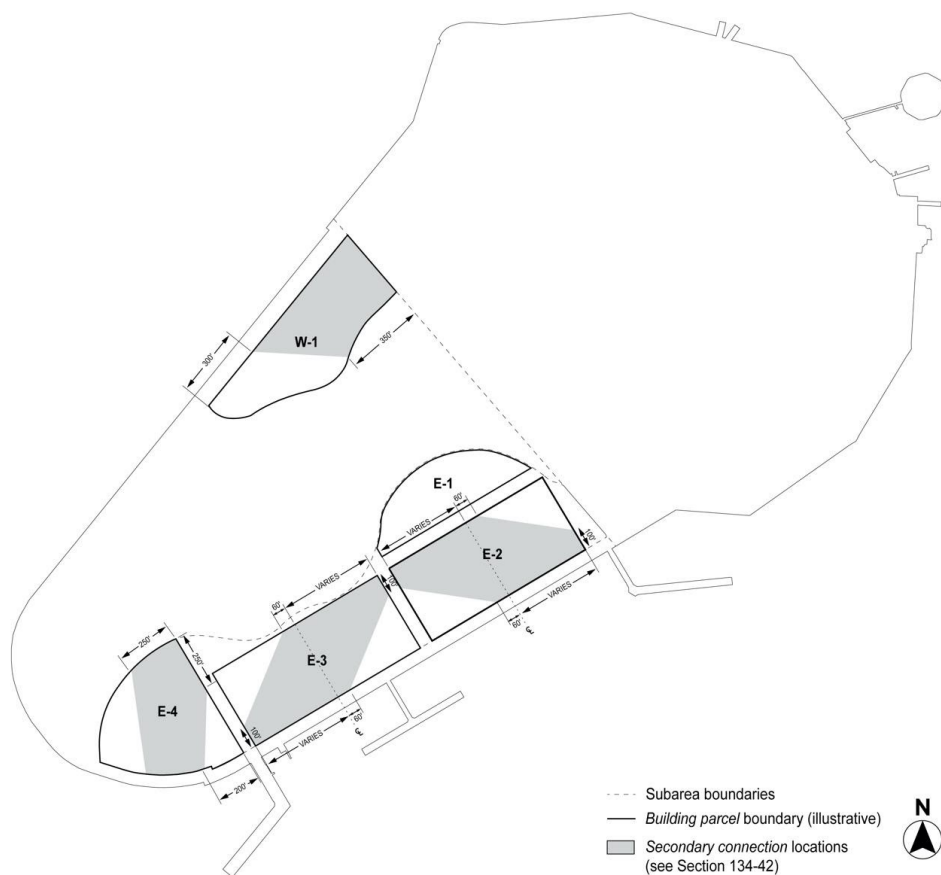 300'
W-1
350'
E-1
60'
VARIES
E-2
100'
100'
VARIES
60'
℄
VARIES
60'
E-3
250'
250'
E-4
100'
60'
℄
VARIES
200'
Subarea boundaries
Building parcel boundary (illustrative)
Secondary connection locations
(see Section 134-42)
N